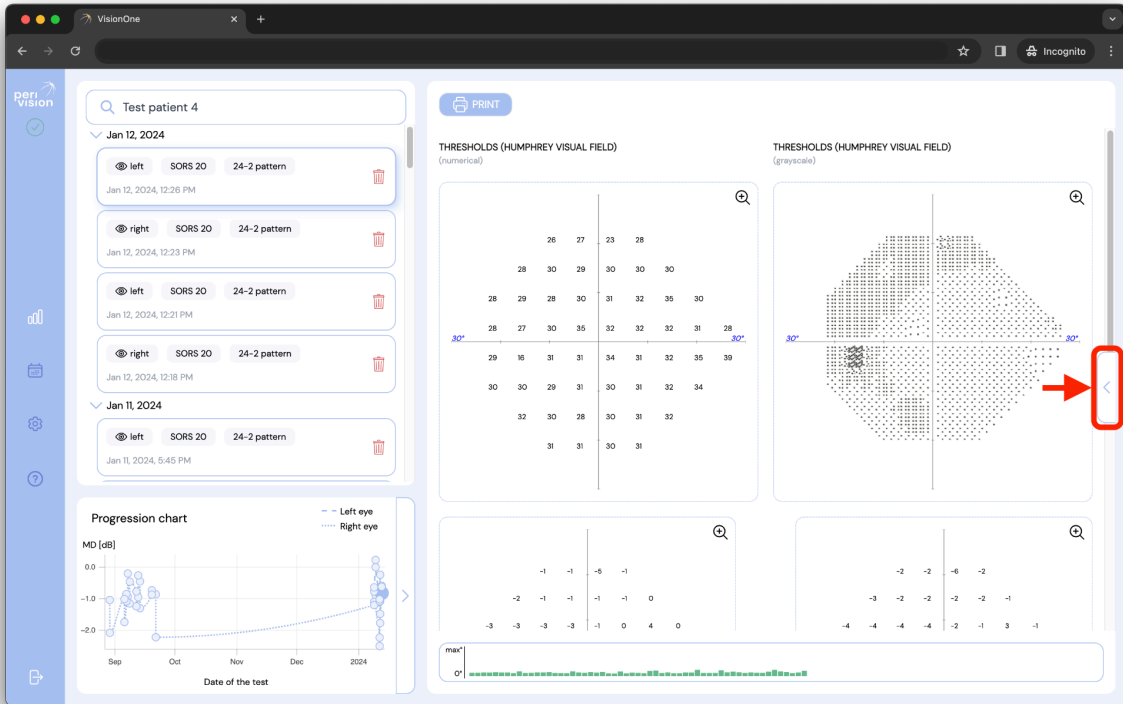 VisionOne
Incognito
peri
vision
Test patient 4
Jan 12, 2024
left SORS 20 24-2 pattern
Jan 12, 2024, 12:26 PM
right SORS 20 24-2 pattern
Jan 12, 2024, 12:23 PM
left SORS 20 24-2 pattern
Jan 12, 2024, 12:21 PM
right SORS 20 24-2 pattern
Jan 12, 2024, 12:18 PM
Jan 11, 2024
left SORS 20 24-2 pattern
Jan 11, 2024, 5:45 PM
Progression chart
Left eye
Right eye
MD [dB]
0.0
-1.0
-2.0
Sep Oct Nov Dec 2024
Date of the test
PRINT
THRESHOLDS (HUMPHREY VISUAL FIELD)
(numerical)
26 27 23 28
28 30 29 30 30 30
28 29 28 30 31 32 35 30
28 27 30 35 32 32 32 31 28
30° 30°
29 16 31 31 34 31 32 35 39
30 30 29 31 30 31 32 34
32 30 28 30 31 32
31 31 30 31
THRESHOLDS (HUMPHREY VISUAL FIELD)
(grayscale)
30° 30°
-1 -1 -5 -1
-2 -1 -1 -1 -1 0
-3 -3 -3 -3 -1 0 4 0
-2 -2 -6 -2
-3 -2 -2 -2 -2 -1
-4 -4 -4 -4 -2 -1 3 -1
max°
0°